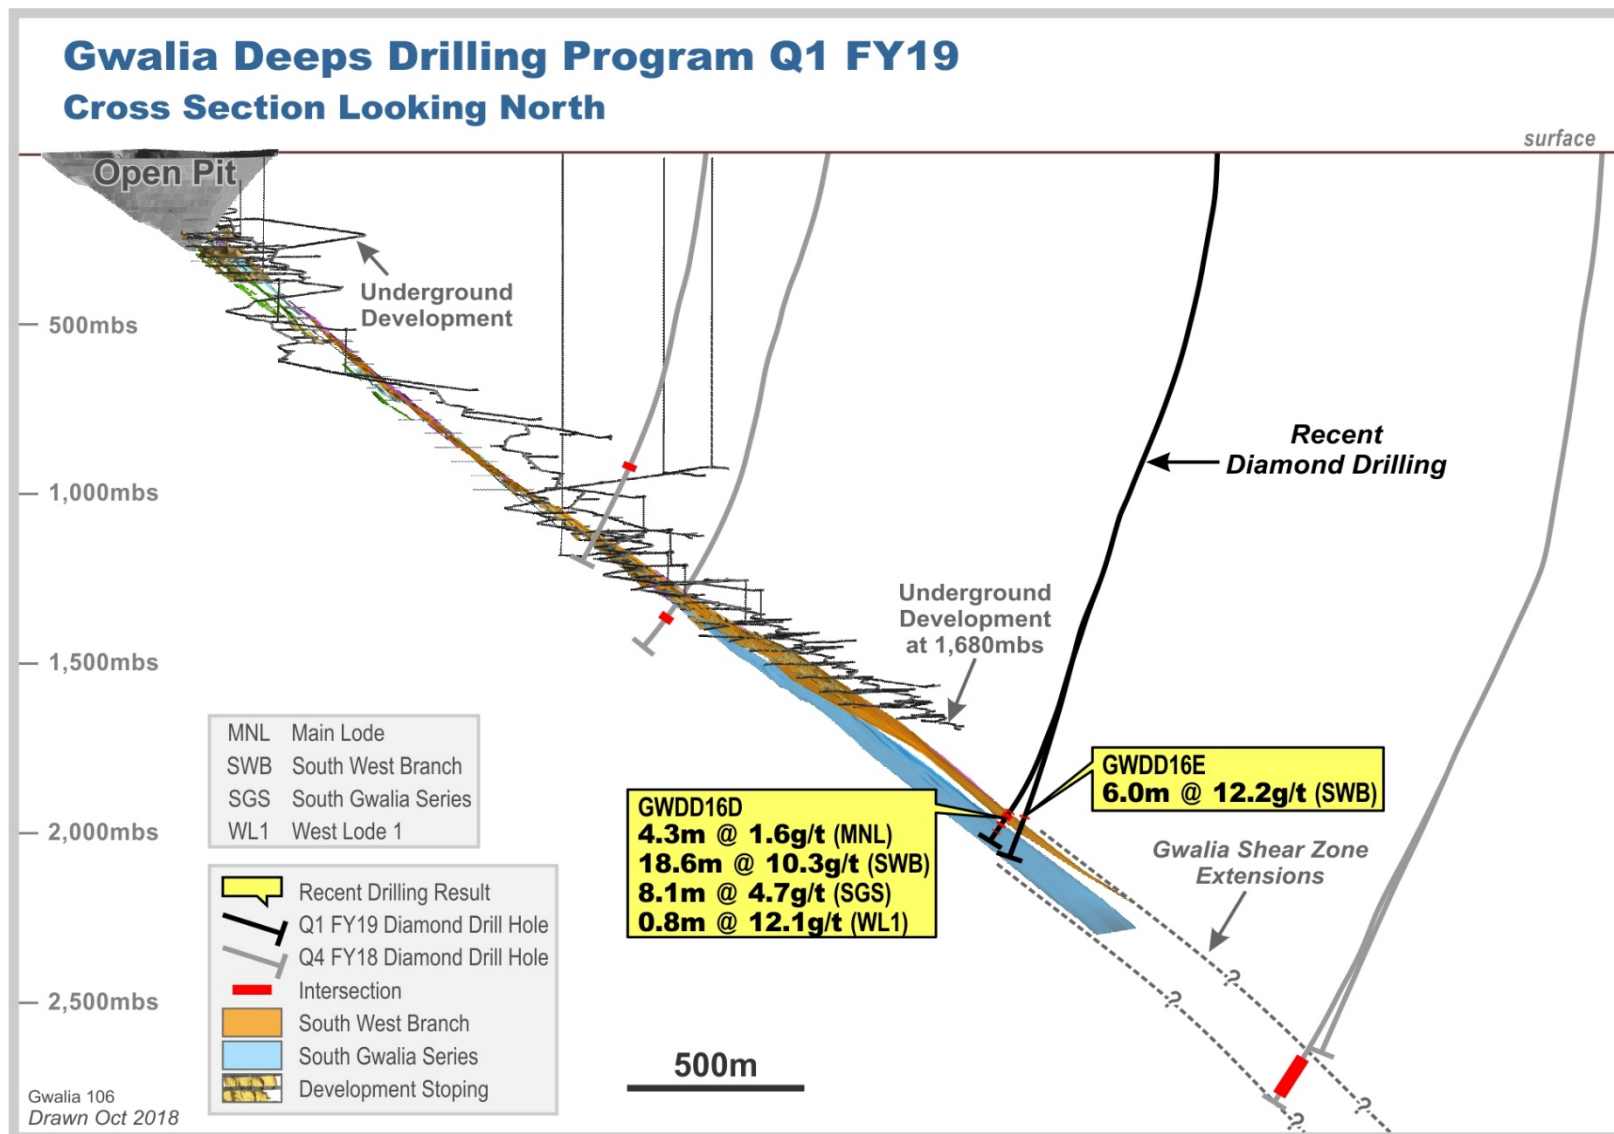 Gwalia Deeps Drilling Program Q1 FY19
Cross Section Looking North
surface
Open Pit
Underground
Development
500mbs
1,000mbs
1,500mbs
2,000mbs
2,500mbs
Recent
Diamond Drilling
Underground
Development
at 1,680mbs
MNL Main Lode
SWB South West Branch
SGS South Gwalia Series
WL1 West Lode 1
GWDD16D
4.3m @ 1.6g/t (MNL)
18.6m @ 10.3g/t (SWB)
8.1m @ 4.7g/t (SGS)
0.8m @ 12.1g/t (WL1)
GWDD16E
6.0m @ 12.2g/t (SWB)
Gwalia Shear Zone
Extensions
?
?
?
?
Recent Drilling Result
Q1 FY19 Diamond Drill Hole
Q4 FY18 Diamond Drill Hole
Intersection
South West Branch
South Gwalia Series
Development Stoping
500m
Gwalia 106
Drawn Oct 2018